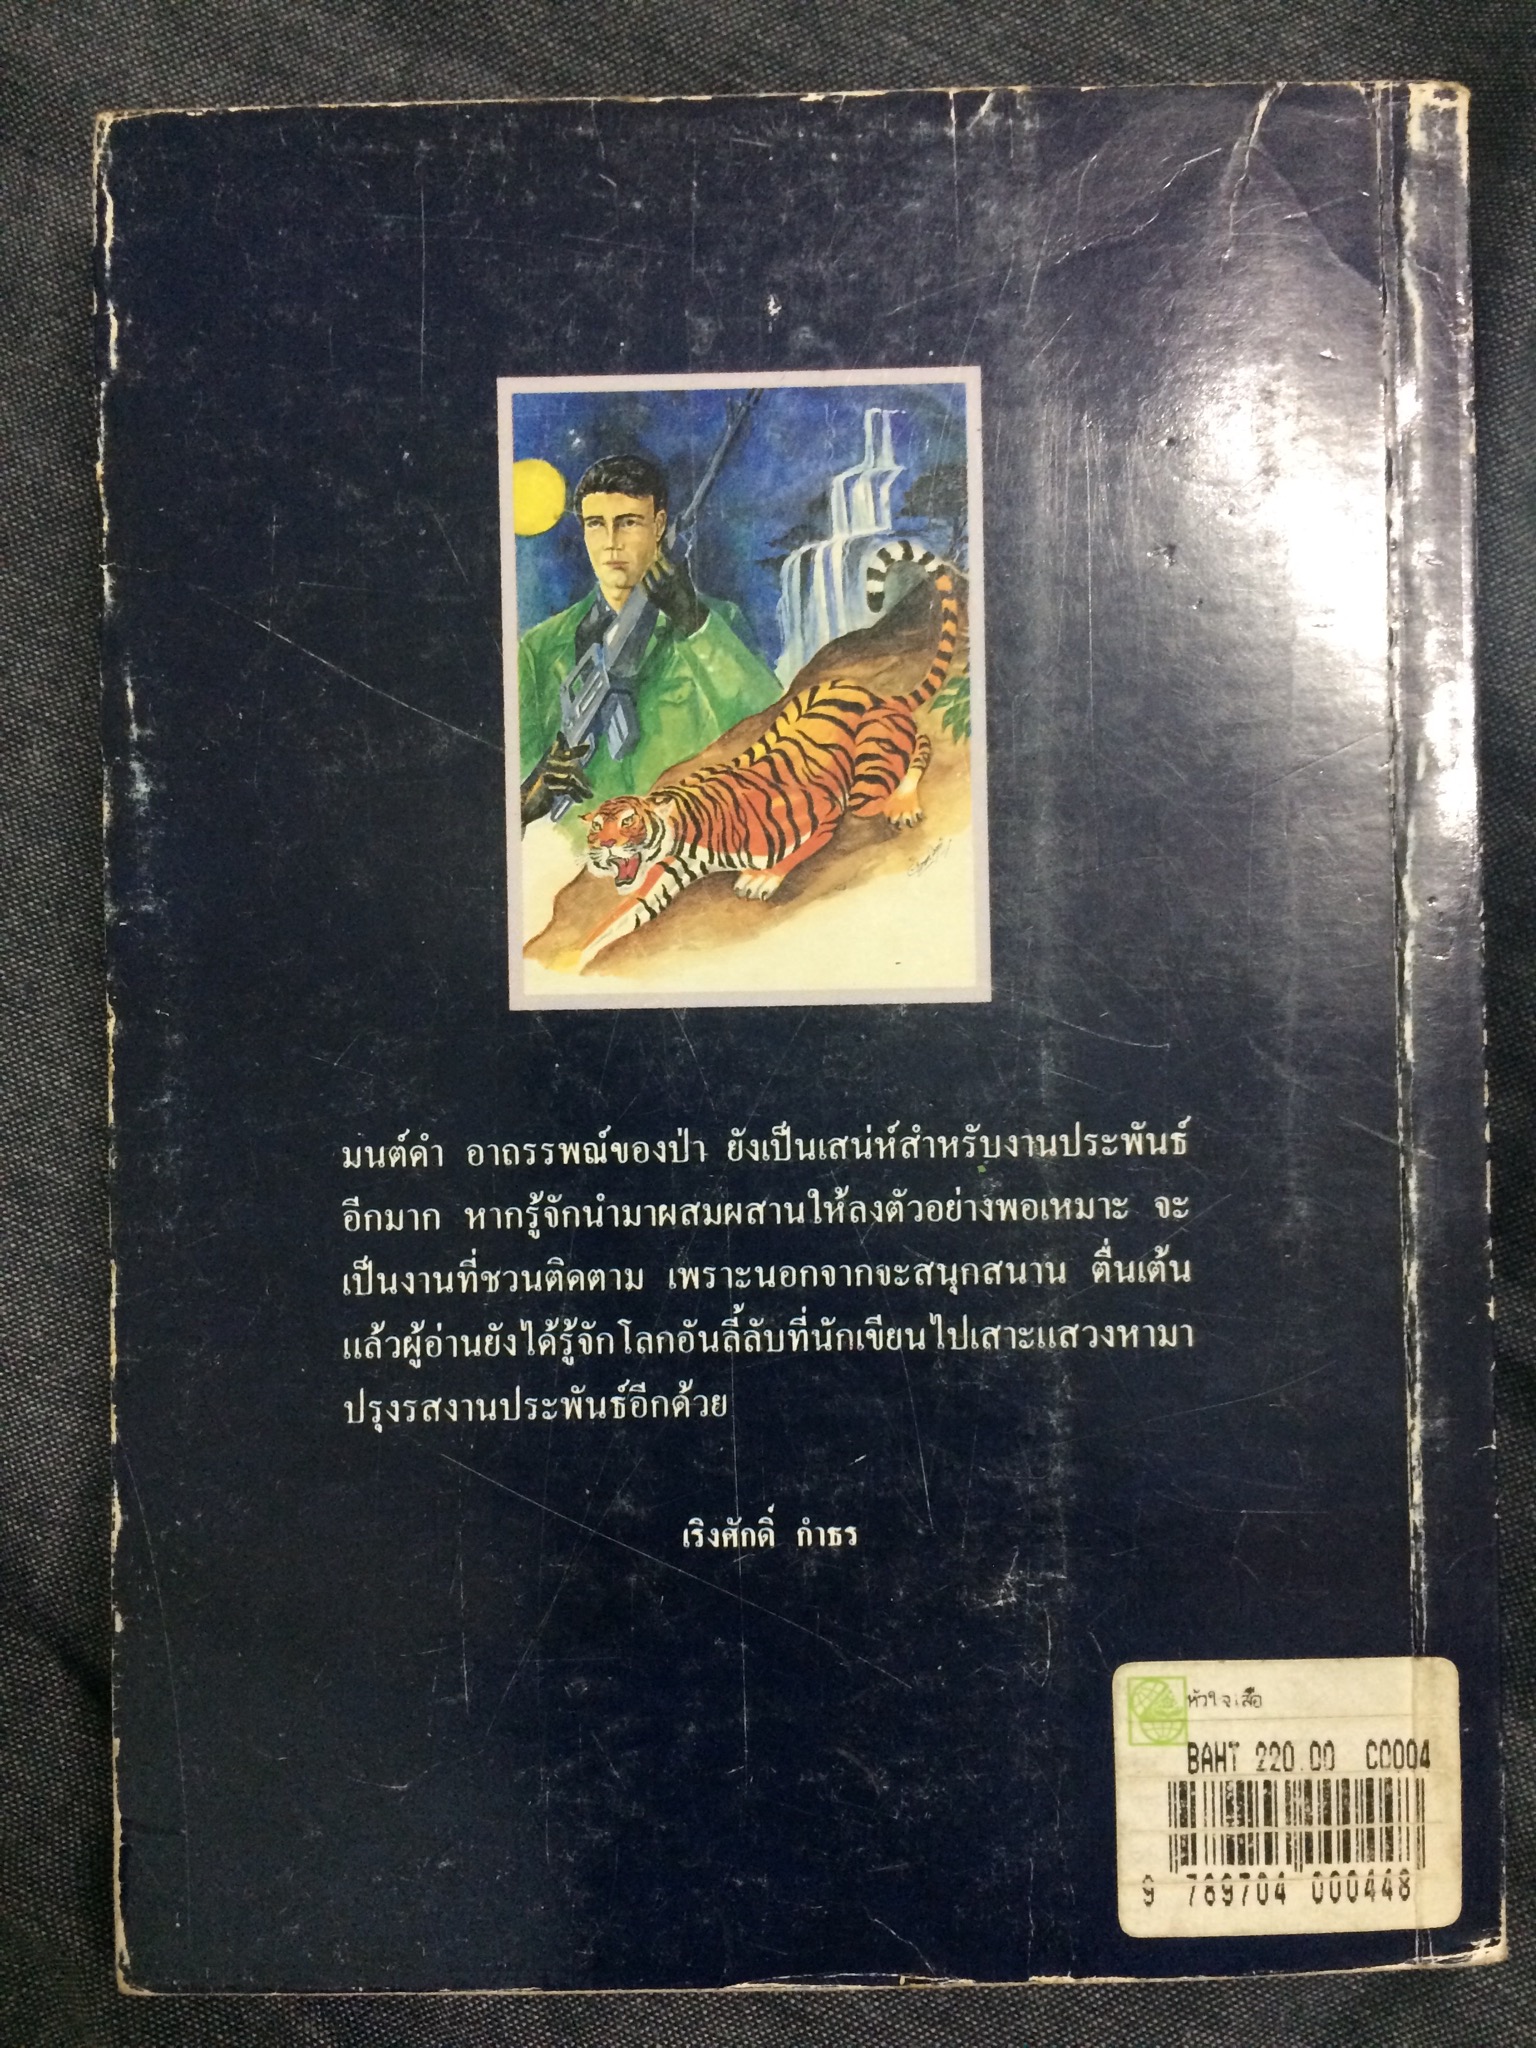 มนต์ดำ อาถรรพณ์ของป่า ยังเป็นเสน่ห์สำหรับงานประพันธ์
อีกมาก หากรู้จักนำมาผสมผสานให้ลงตัวอย่างพอเหมาะ จะ
เป็นงานที่ชวนติดตาม เพราะนอกจากจะสนุกสนาน ตื่นเต้น
แล้วผู้อ่านยังได้รู้จักโลกอันลี้ลับที่นักเขียนไปเสาะแสวงหามา
ปรุงรสงานประพันธ์อีกด้วย
เริงศักดิ์ กำธร
หัวใจเสือ
BAHT 220.00 CC004
9 789704 000448